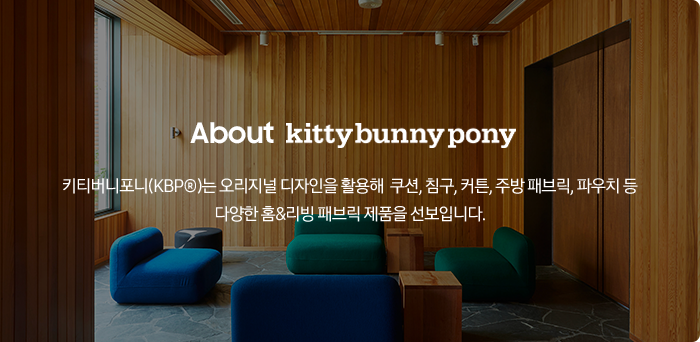 About kittybunnypony
키티버니포니(KBP®)는 오리지널 디자인을 활용해 쿠션, 침구, 커튼, 주방 패브릭, 파우치 등
다양한 홈&리빙 패브릭 제품을 선보입니다.